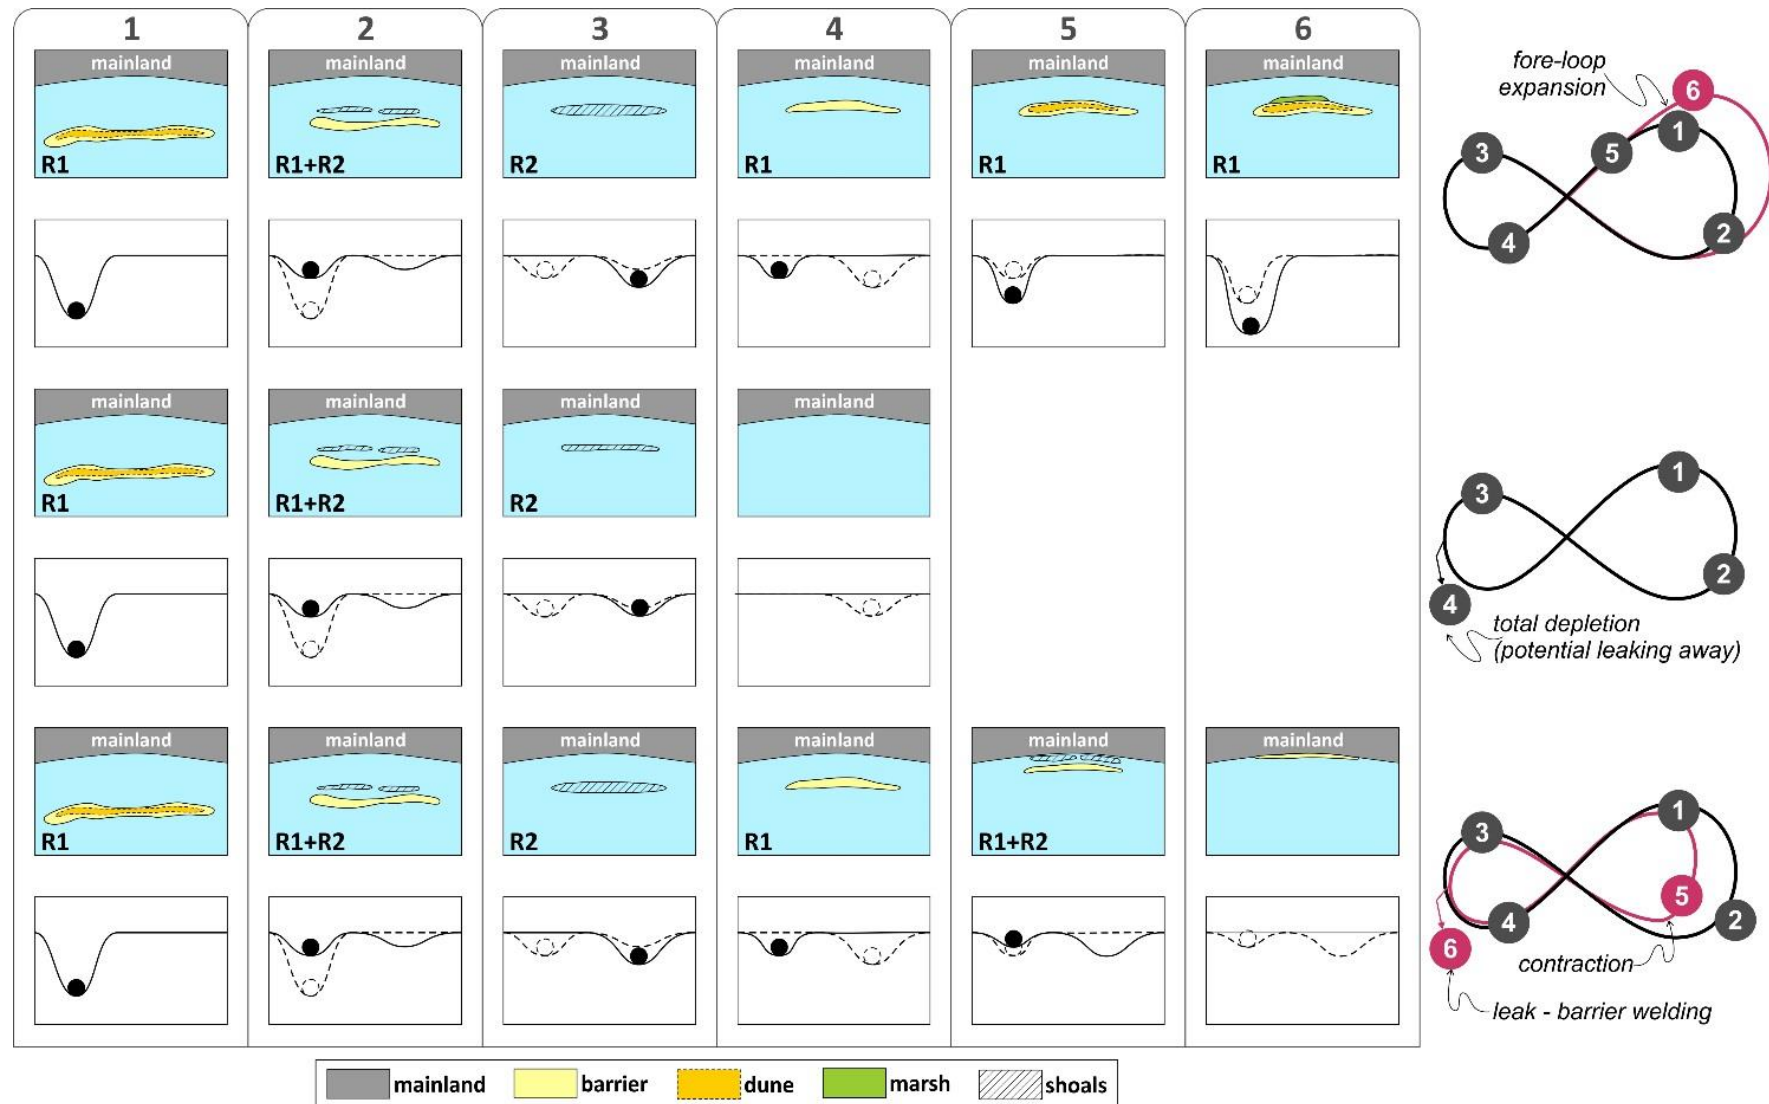 1 2 3 4 5 6
mainland mainland mainland mainland mainland mainland
R1 R1+R2 R2 R1 R1 R1
fore-loop
expansion
6
1
3 5
2
4
mainland mainland mainland mainland
R1 R1+R2 R2
1
3
2
4
total depletion
(potential leaking away)
mainland mainland mainland mainland mainland mainland
R1 R1+R2 R2 R1 R1+R2
1
3
5
4 2
6
contraction
leak - barrier welding
mainland barrier dune marsh shoals